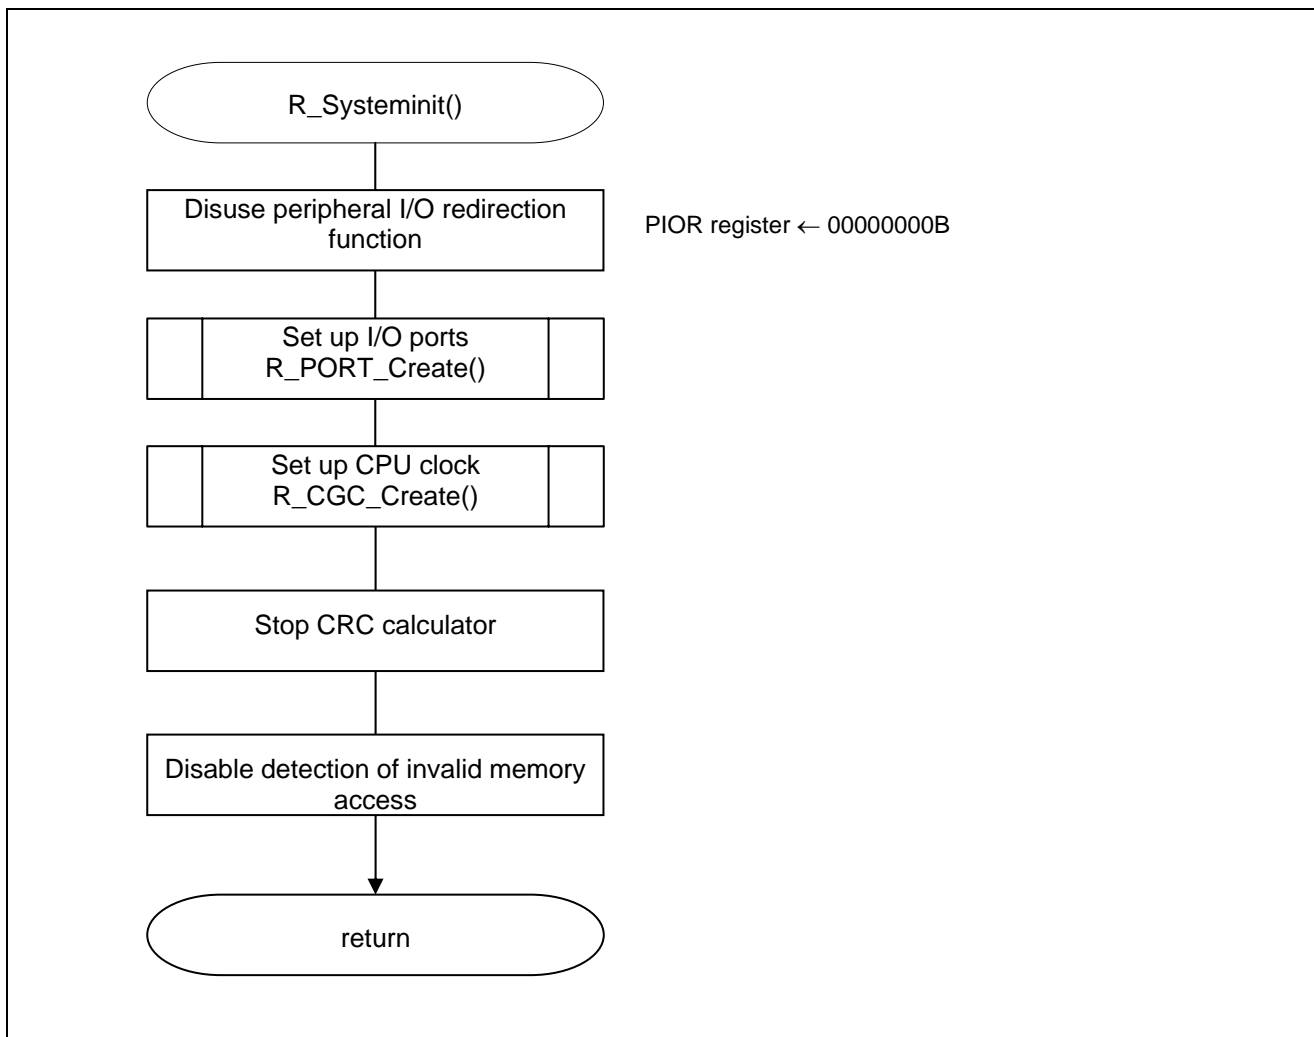 R_Systeminit()
Disuse peripheral I/O redirection
function
PIOR register ← 00000000B
Set up I/O ports
R_PORT_Create()
Set up CPU clock
R_CGC_Create()
Stop CRC calculator
Disable detection of invalid memory
access
return